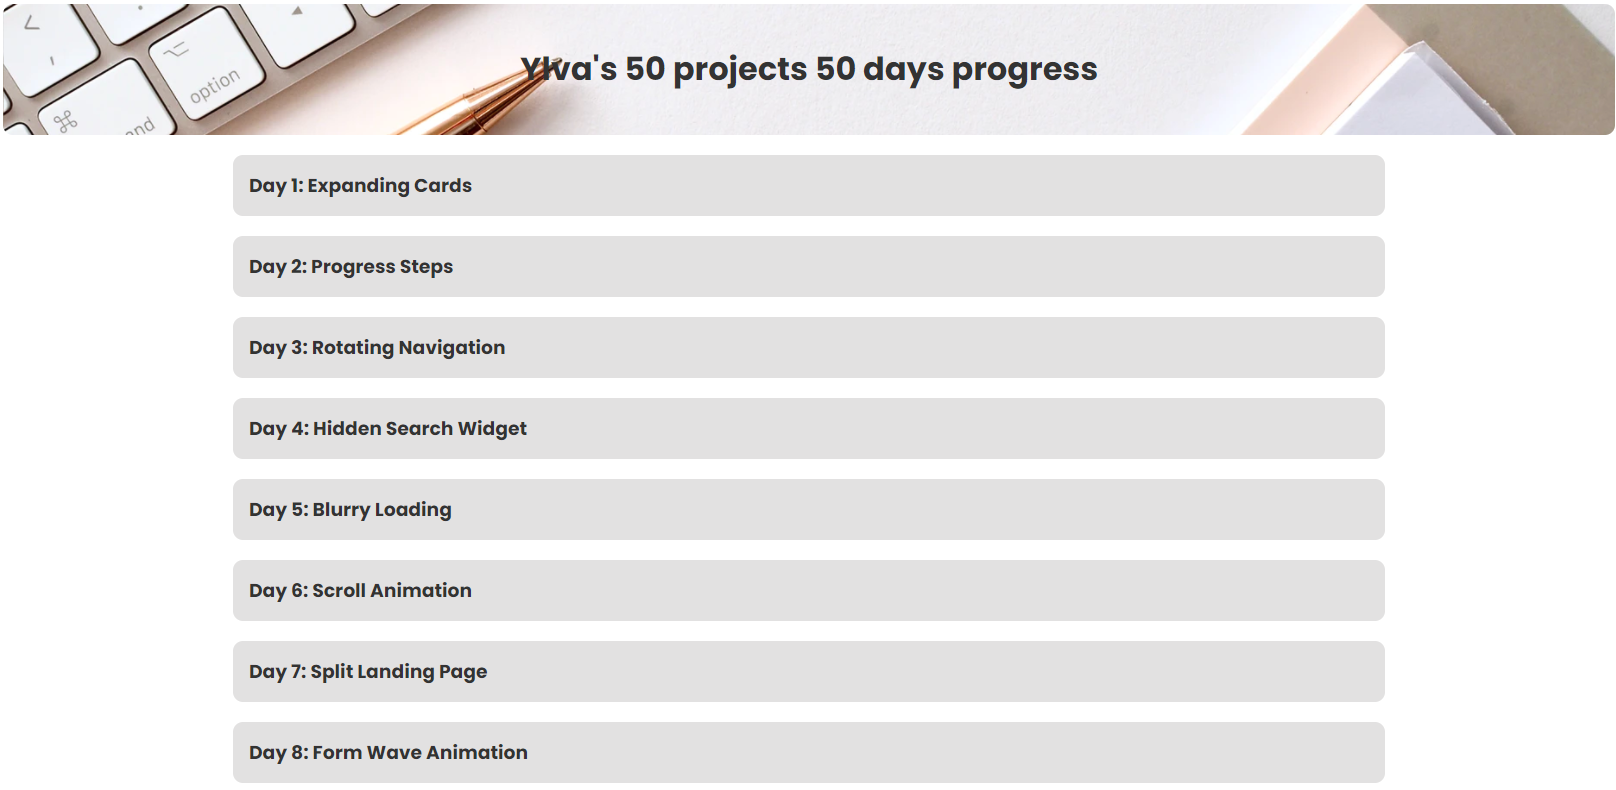 option
⌘
end
Ylva's 50 projects 50 days progress
Day 1: Expanding Cards
Day 2: Progress Steps
Day 3: Rotating Navigation
Day 4: Hidden Search Widget
Day 5: Blurry Loading
Day 6: Scroll Animation
Day 7: Split Landing Page
Day 8: Form Wave Animation